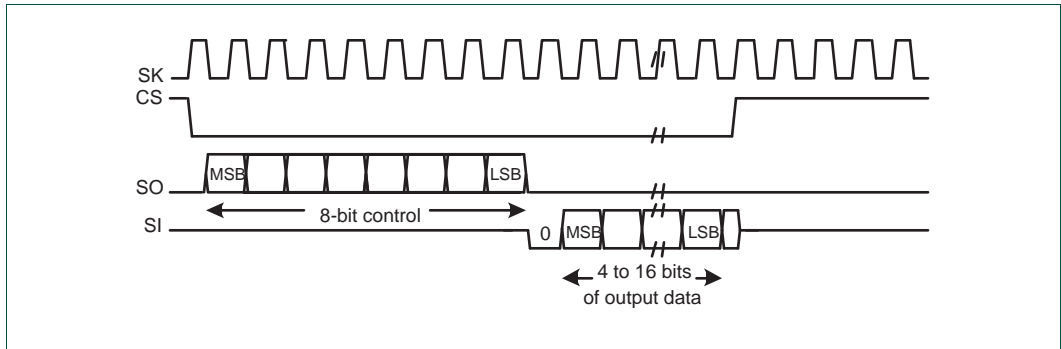 SK
CS
SO
MSB
LSB
8-bit control
SI
0
MSB
LSB
4 to 16 bits
of output data